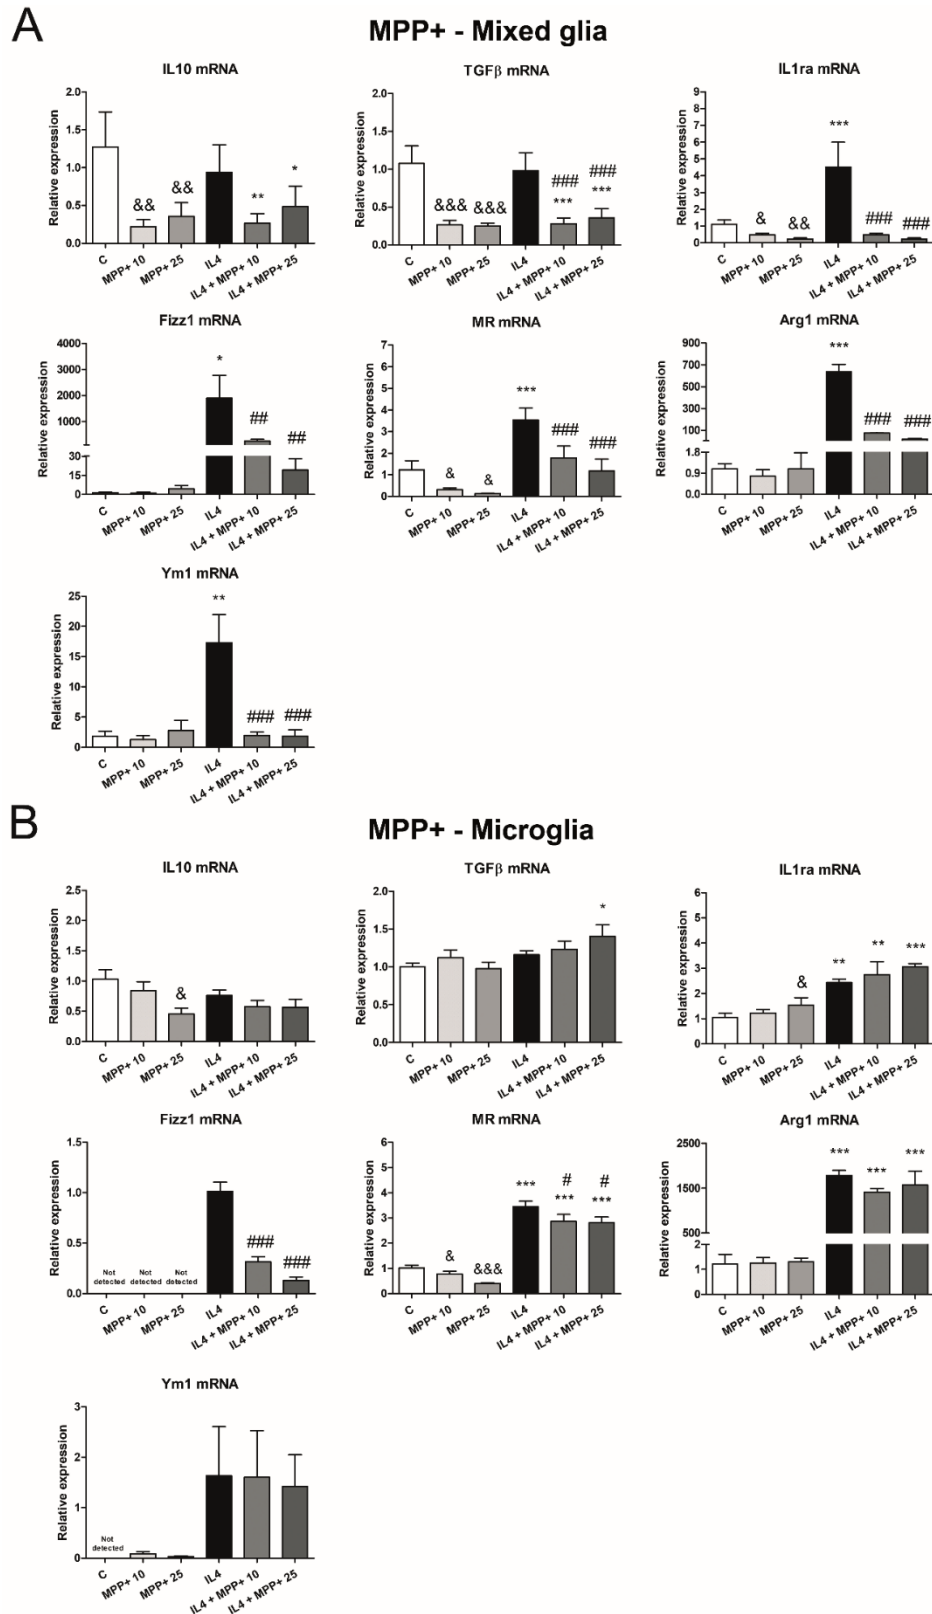 A
MPP+ - Mixed glia
IL10 mRNA
Relative expression
2.0
1.5
1.0
0.5
0.0
&&
&&
**
*
C
MPP+ 10
MPP+ 25
IL4
IL4 + MPP+ 10
IL4 + MPP+ 25
TGFβ mRNA
Relative expression
2.0
1.5
1.0
0.5
0.0
&&&
&&&
###
***
###
***
C
MPP+ 10
MPP+ 25
IL4
IL4 + MPP+ 10
IL4 + MPP+ 25
IL1ra mRNA
Relative expression
9
8
7
6
5
4
3
2
1
0
&
&&
***
###
###
C
MPP+ 10
MPP+ 25
IL4
IL4 + MPP+ 10
IL4 + MPP+ 25
Fizz1 mRNA
Relative expression
4000
3000
2000
1000
30
15
0
*
##
##
C
MPP+ 10
MPP+ 25
IL4
IL4 + MPP+ 10
IL4 + MPP+ 25
MR mRNA
Relative expression
7
6
5
4
3
2
1
0
&
&
***
###
###
C
MPP+ 10
MPP+ 25
IL4
IL4 + MPP+ 10
IL4 + MPP+ 25
Arg1 mRNA
Relative expression
900
700
500
300
100
1.8
0.9
0.0
***
###
###
C
MPP+ 10
MPP+ 25
IL4
IL4 + MPP+ 10
IL4 + MPP+ 25
Ym1 mRNA
Relative expression
25
20
15
10
5
0
**
###
###
C
MPP+ 10
MPP+ 25
IL4
IL4 + MPP+ 10
IL4 + MPP+ 25
B
MPP+ - Microglia
IL10 mRNA
Relative expression
2.5
2.0
1.5
1.0
0.5
0.0
&
C
MPP+ 10
MPP+ 25
IL4
IL4 + MPP+ 10
IL4 + MPP+ 25
TGFβ mRNA
Relative expression
2.0
1.5
1.0
0.5
0.0
*
C
MPP+ 10
MPP+ 25
IL4
IL4 + MPP+ 10
IL4 + MPP+ 25
IL1ra mRNA
Relative expression
6
5
4
3
2
1
0
&
**
**
***
C
MPP+ 10
MPP+ 25
IL4
IL4 + MPP+ 10
IL4 + MPP+ 25
Fizz1 mRNA
Relative expression
1.5
1.0
0.5
0.0
Not
detected
Not
detected
Not
detected
###
###
C
MPP+ 10
MPP+ 25
IL4
IL4 + MPP+ 10
IL4 + MPP+ 25
MR mRNA
Relative expression
6
5
4
3
2
1
0
&
&&&
***
#
***
#
***
C
MPP+ 10
MPP+ 25
IL4
IL4 + MPP+ 10
IL4 + MPP+ 25
Arg1 mRNA
Relative expression
2500
1500
500
2
1
0
***
***
***
C
MPP+ 10
MPP+ 25
IL4
IL4 + MPP+ 10
IL4 + MPP+ 25
Ym1 mRNA
Relative expression
3
2
1
0
Not
detected
C
MPP+ 10
MPP+ 25
IL4
IL4 + MPP+ 10
IL4 + MPP+ 25